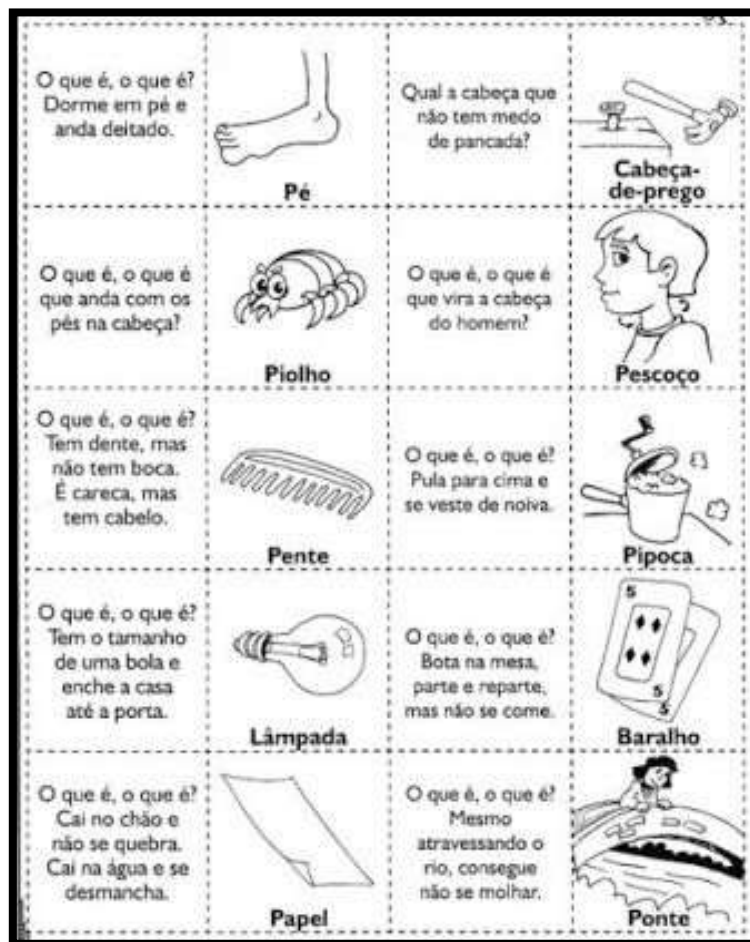 O que é, o que é?
Dorme em pé e
anda deitado.
Pé
Qual a cabeça que
não tem medo
de pancada?
Cabeça-
de-prego
O que é, o que é
que anda com os
pés na cabeça?
Piolho
O que é, o que é
que vira a cabeça
do homem?
Pescoço
O que é, o que é?
Tem dente, mas
não tem boca.
É careca, mas
tem cabelo.
Pente
O que é, o que é?
Pula para cima e
se veste de noiva.
Pipoca
O que é, o que é?
Tem o tamanho
de uma bola e
enche a casa
até a porta.
Lâmpada
O que é, o que é?
Bota na mesa,
parte e reparte,
mas não se come.
5
5
5
Baralho
O que é, o que é?
Cai no chão e
não se quebra.
Cai na água e se
desmancha.
Papel
O que é, o que é?
Mesmo
atravessando o
rio, consegue
não se molhar.
Ponte